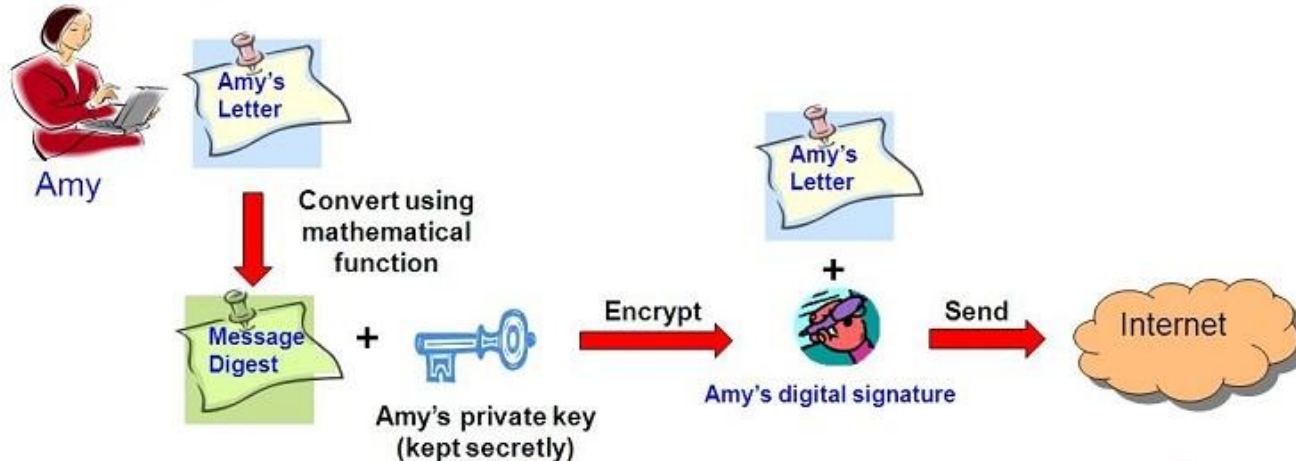 Amy's
Letter
Amy
Convert using
mathematical
function
Amy's
Letter
+
Message
Digest
+
Amy's private key
(kept secretly)
Encrypt
Amy's digital signature
Send
Internet